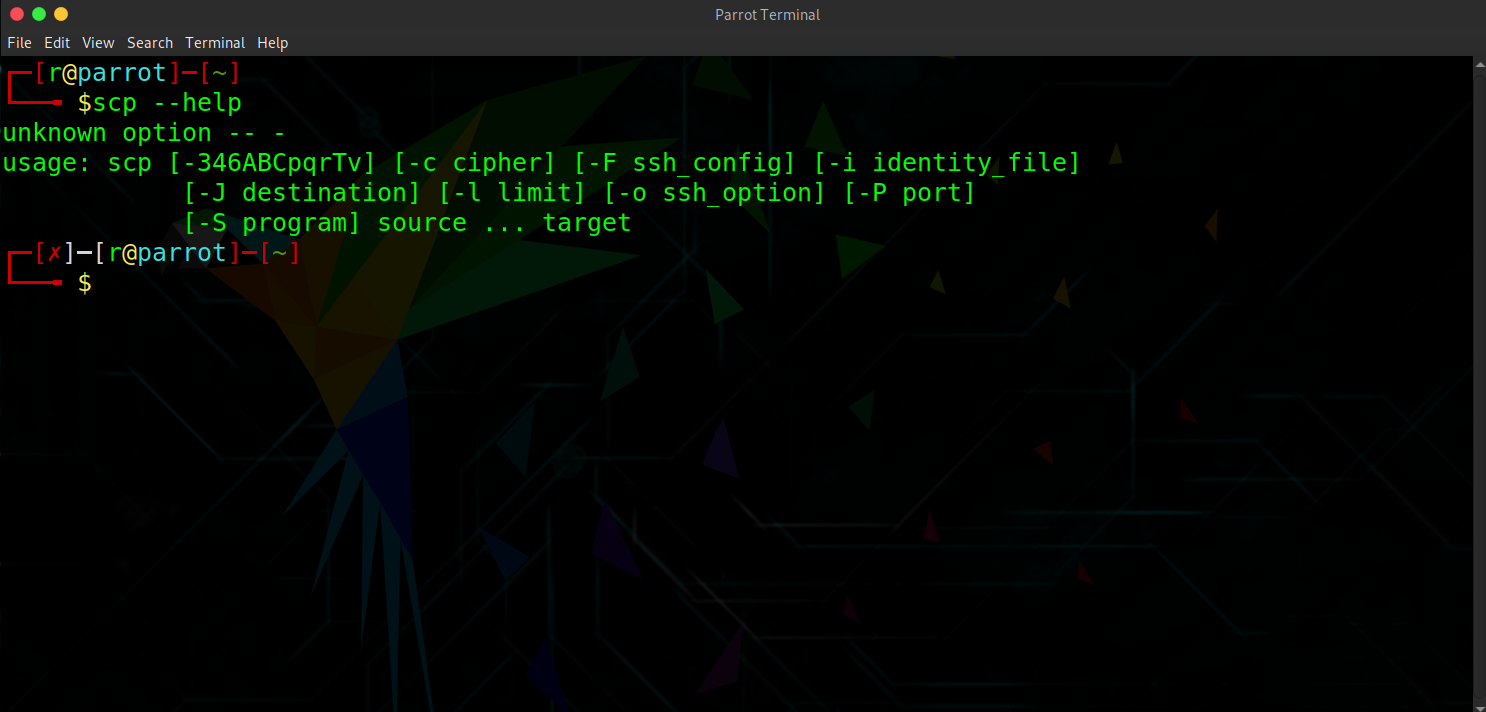 Parrot Terminal
File Edit View Search Terminal Help
┌─[r@parrot]─[~]
└──╼ $scp --help
unknown option -- -
usage: scp [-346ABCpqrTv] [-c cipher] [-F ssh_config] [-i identity_file]
            [-J destination] [-l limit] [-o ssh_option] [-P port]
            [-S program] source ... target
┌─[✗]─[r@parrot]─[~]
└──╼ $